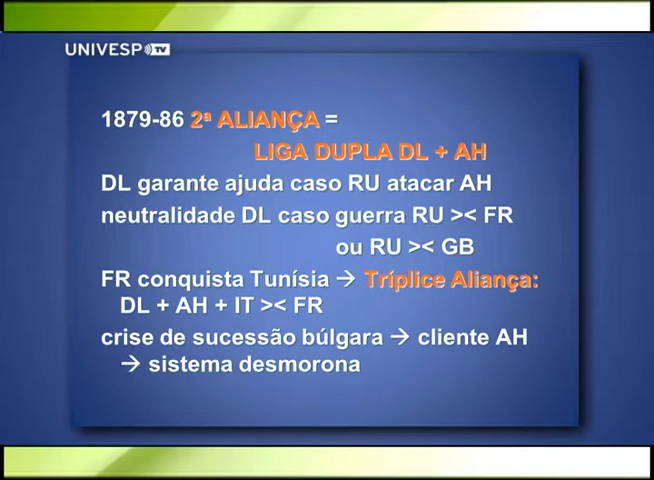 UNIVESP TV
1879-86 2ª ALIANÇA =
LIGA DUPLA DL + AH
DL garante ajuda caso RU atacar AH
neutralidade DL caso guerra RU >< FR
ou RU >< GB
FR conquista Tunísia → Tríplice Aliança:
DL + AH + IT >< FR
crise de sucessão búlgara → cliente AH
→ sistema desmorona